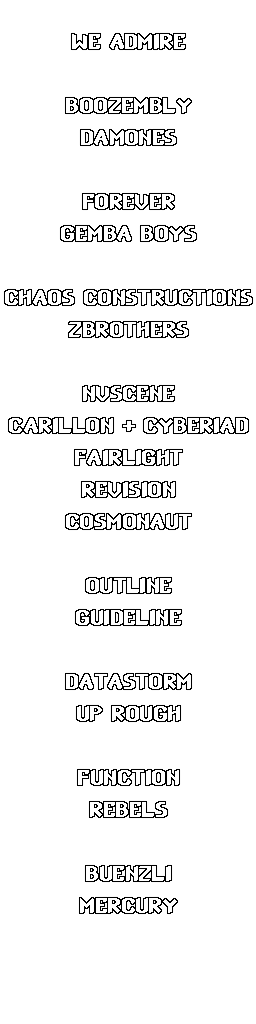 WE ADMIRE
BOOZEMBLY
DAMONES
FOREVER
GEMBA BOYS
CHAOS CONSTRUCTIONS
ZBROTHERS
NVSCENE
CARILLON + CYBERIAD
FAIRLIGHT
REVISION
COSMONAUT
OUTLINE
GUIDELINE
DATASTORM
UP ROUGH
FUNCTION
REBELS
BUENZLI
MERCURY